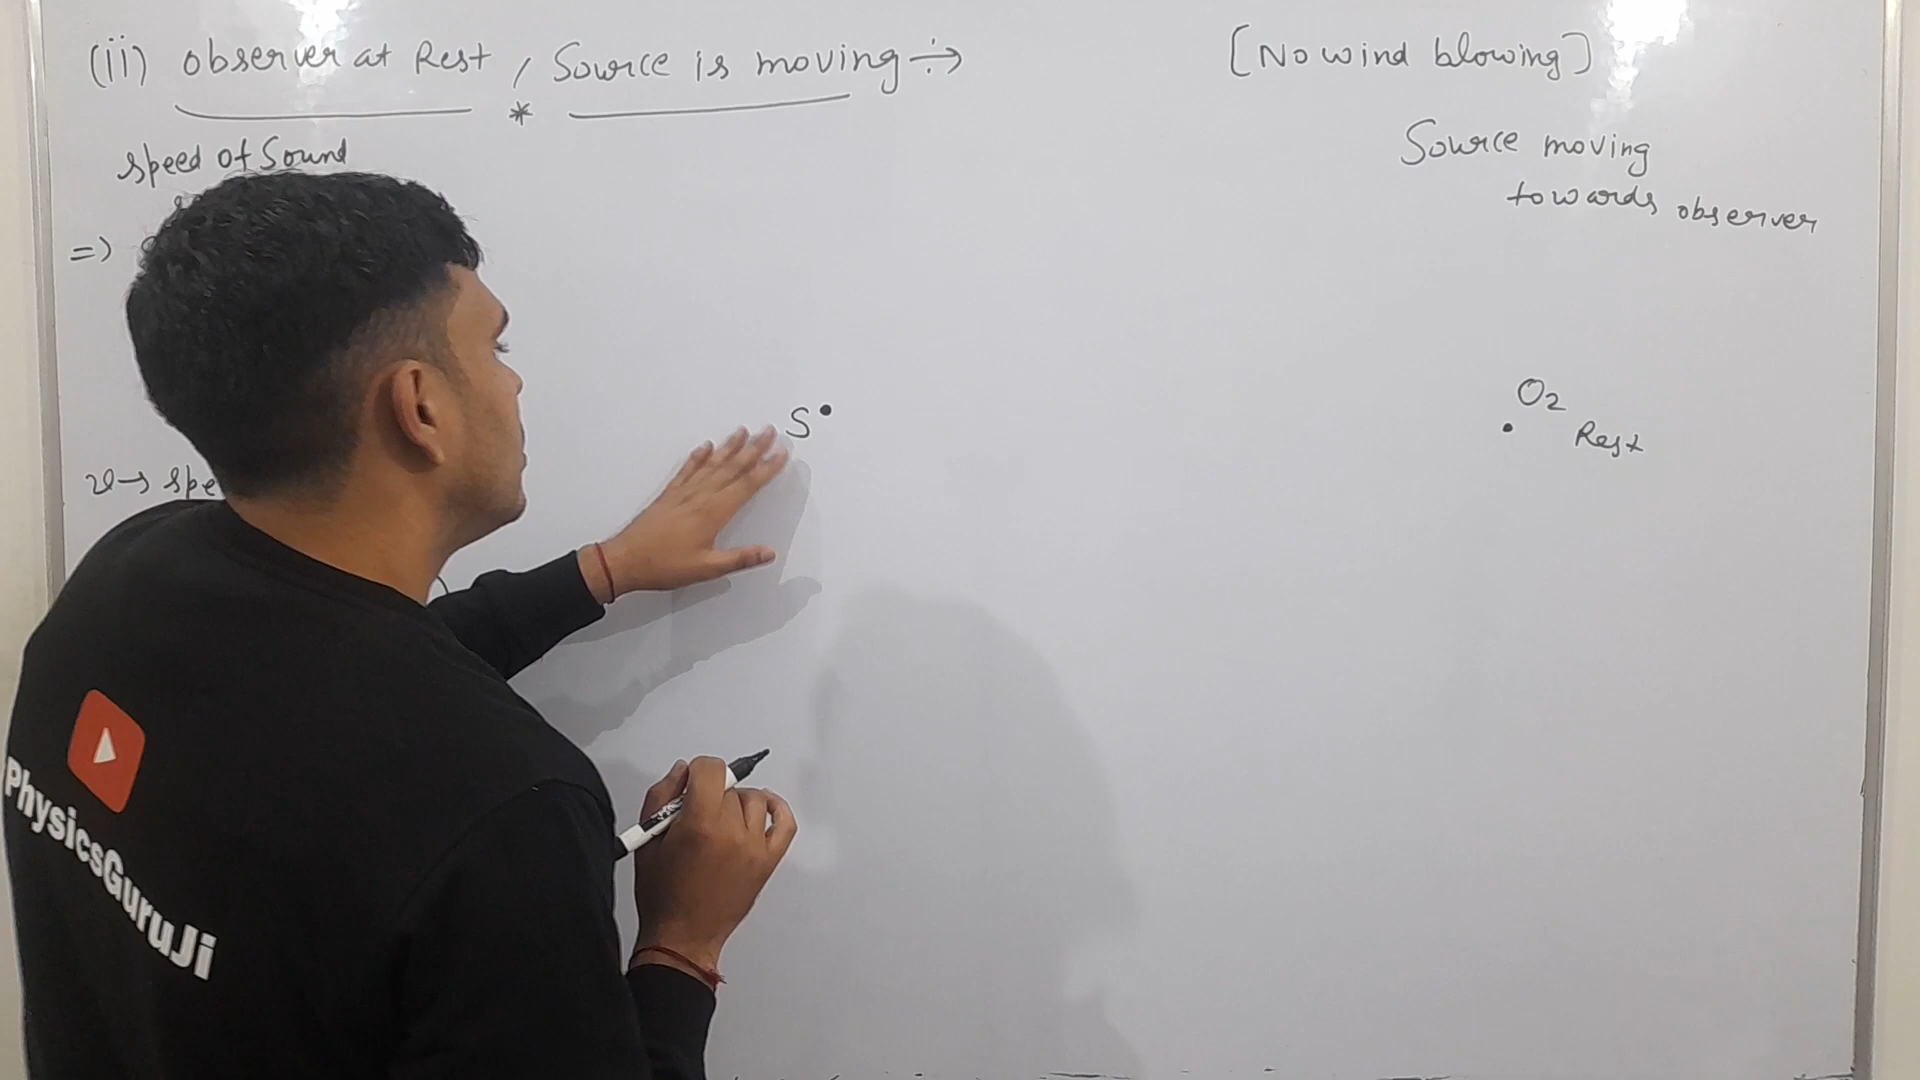 (ii) observer at Rest, Source is moving ÷→
*
[No wind blowing]
speed of Sound
Source moving
towards observer
=)
S
O₂
Rest
v→ spe
PhysicsGuruJi